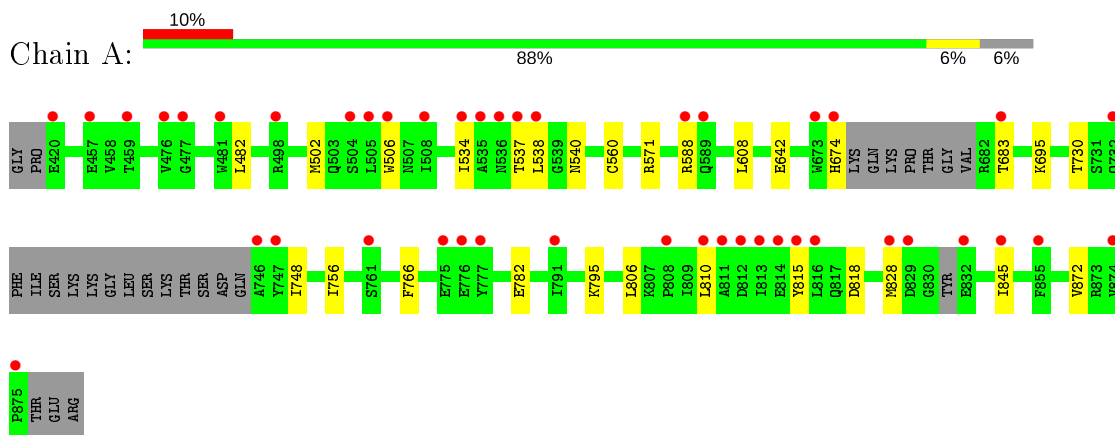 10%
Chain A:
88% 6% 6%
GLY PRO E420 E457 V458 T459 V476 G477 W481 L482 R498 M502 Q503 S504 L505 W506 N507 I508 I534 A535 N536 T537 L538 G539 N540 C560 R571 R588 Q589 L608 E642 W673 H674 LYS GLN LYS PRO THR GLY VAL R682 T683 K695 T730 S731
PHE ILE SER LYS LYS GLY LEU SER LYS THR SER ASP GLN A746 Y747 I748 I756 S761 F766 E775 E776 Y777 E782 I791 K795 L806 K807 P808 I809 L810 A811 D812 I813 E814 Y815 L816 Q817 D818 M828 D829 G830 TYR E832 I845 F855 V872 R873
P875 THR GLU ARG